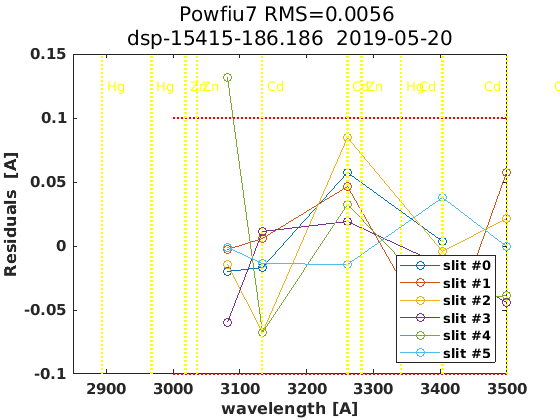 Powfiu7 RMS=0.0056
dsp-15415-186.186 2019-05-20
0.15
0.1
0.05
0
-0.05
-0.1
Residuals [A]
Hg
Hg
Zn
Zn
Cd
Cd
Zn
Hg
Cd
Cd
slit #0
slit #1
slit #2
slit #3
slit #4
slit #5
2900 3000 3100 3200 3300 3400 3500
wavelength [A]